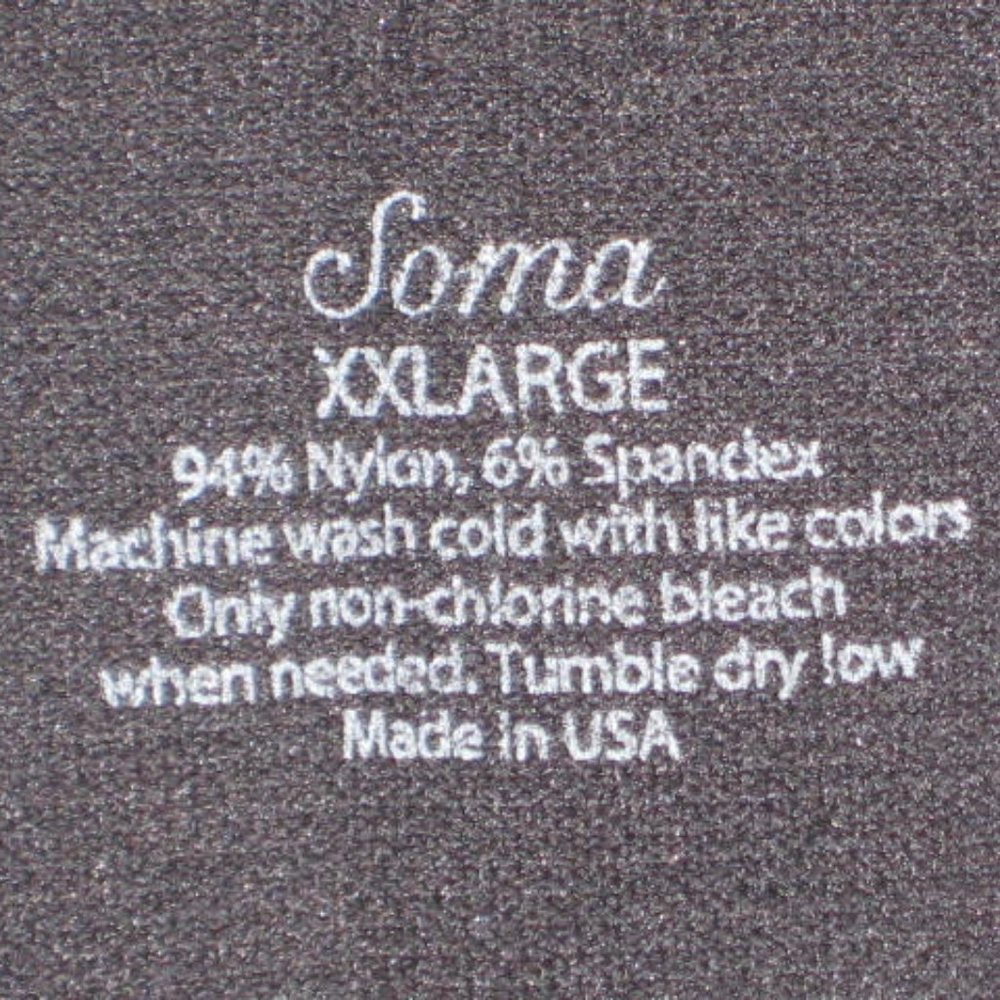 Soma
XXLARGE
94% Nylon, 6% Spandex
Machine wash cold with like colors
Only non-chlorine bleach
when needed. Tumble dry low
Made in USA